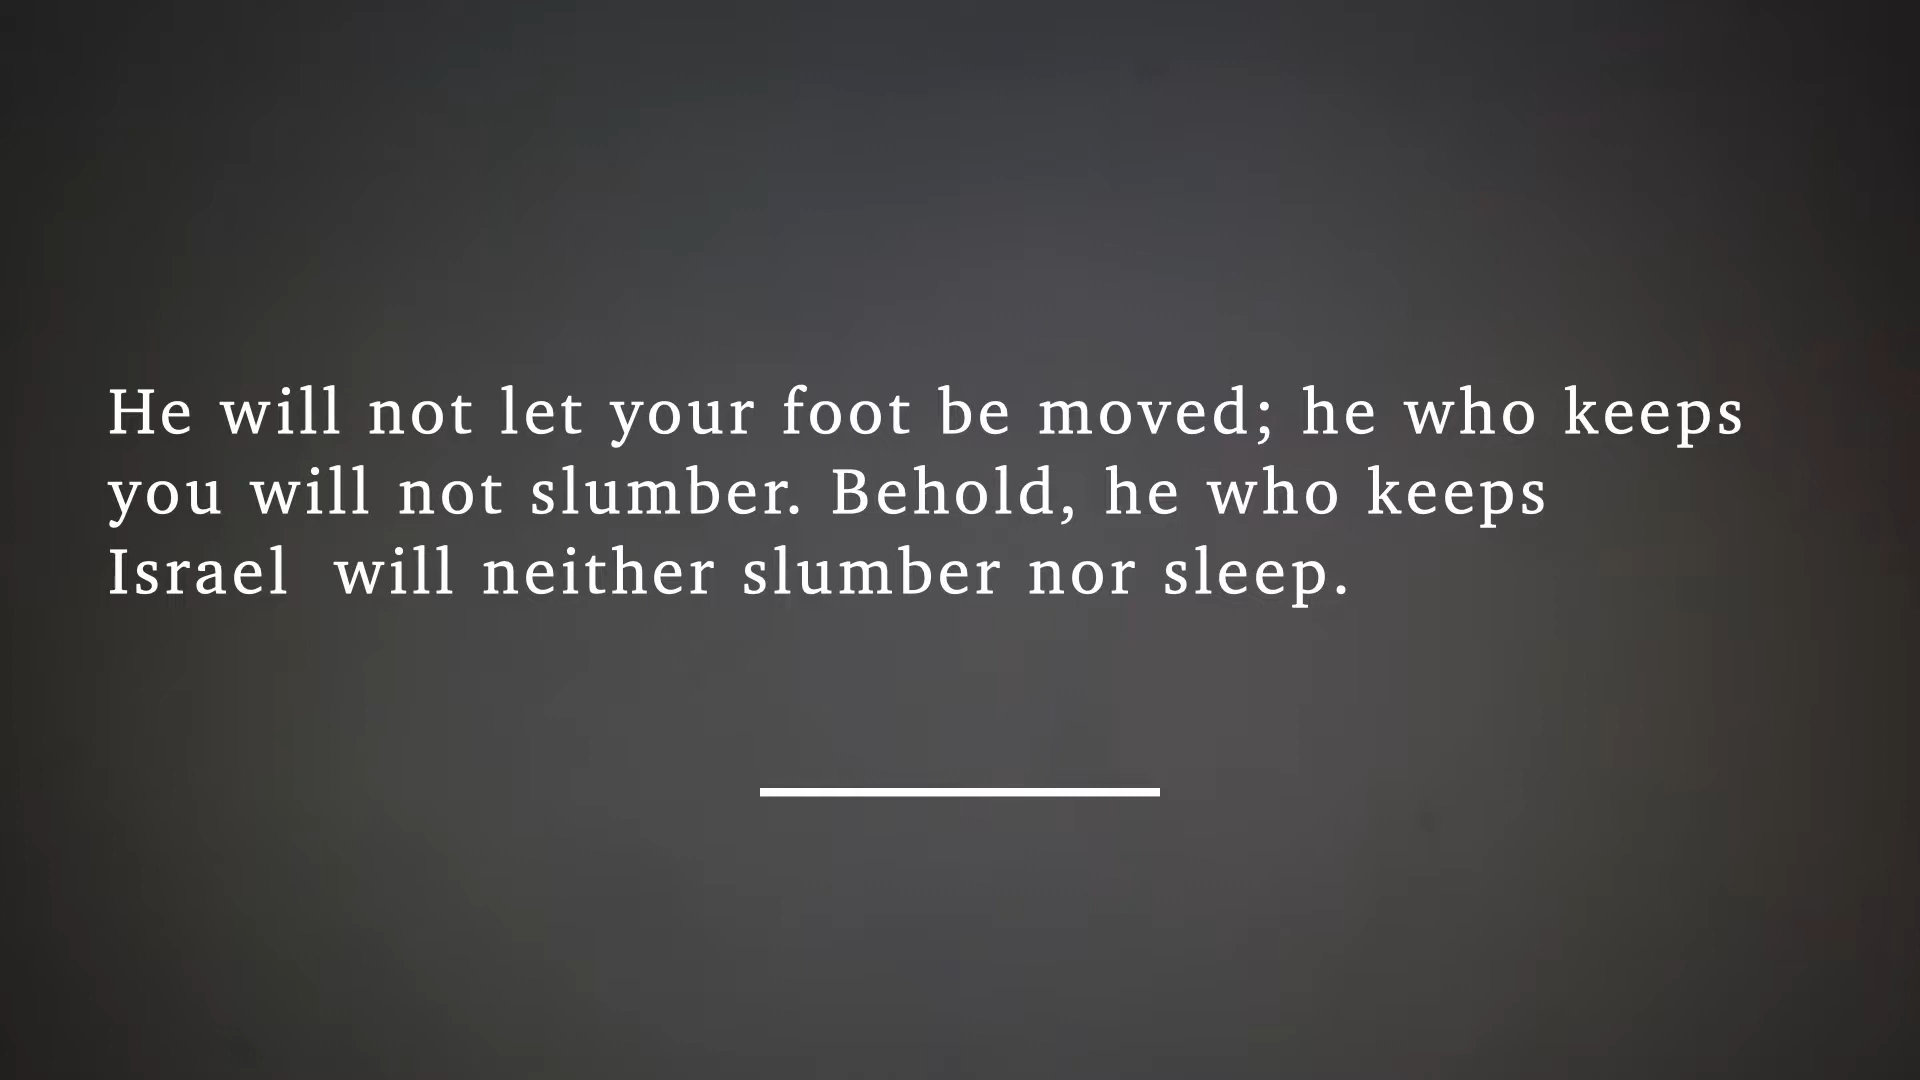 He will not let your foot be moved; he who keeps
you will not slumber. Behold, he who keeps
Israel  will neither slumber nor sleep.